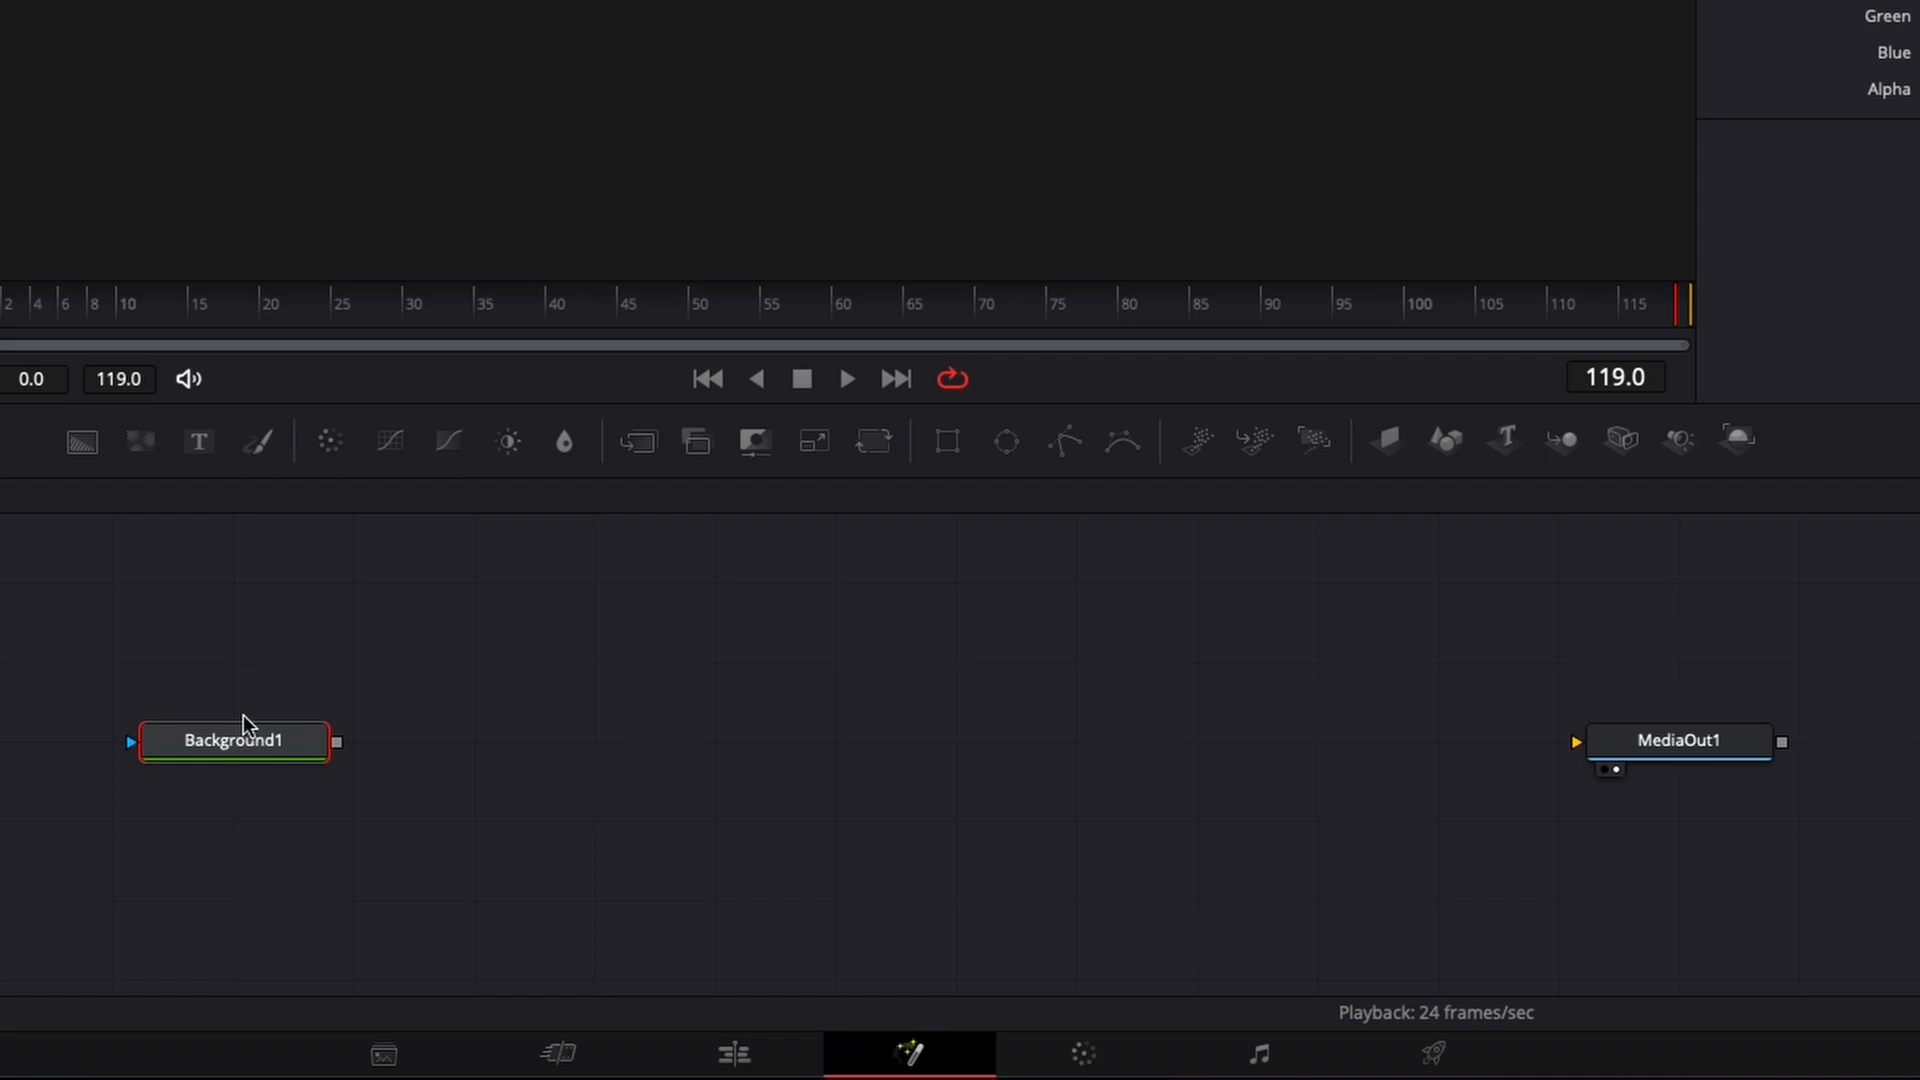 Green
Blue
Alpha
2 4 6 8 10 15 20 25 30 35 40 45 50 55 60 65 70 75 80 85 90 95 100 105 110 115
0.0 119.0 119.0
T
Background1 MediaOut1
Playback: 24 frames/sec